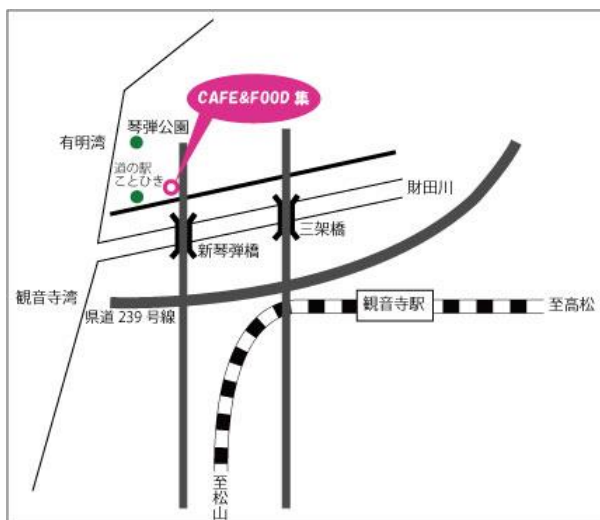 CAFE&FOOD 集
琴弾公園
有明湾
道の駅
ことひき
財田川
三架橋
新琴弾橋
観音寺湾
県道 239 号線
観音寺駅
至高松
至松山